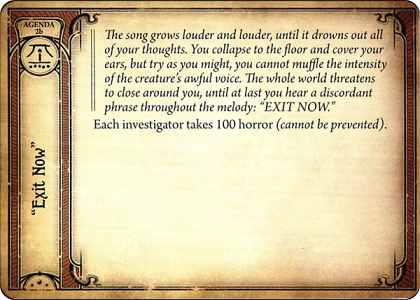 AGENDA
2b
"Exit Now"
The song grows louder and louder, until it drowns out all
of your thoughts. You collapse to the floor and cover your
ears, but try as you might, you cannot muffle the intensity
of the creature's awful voice. The whole world threatens
to close around you, until at last you hear a discordant
phrase throughout the melody: "EXIT NOW."
Each investigator takes 100 horror (cannot be prevented).